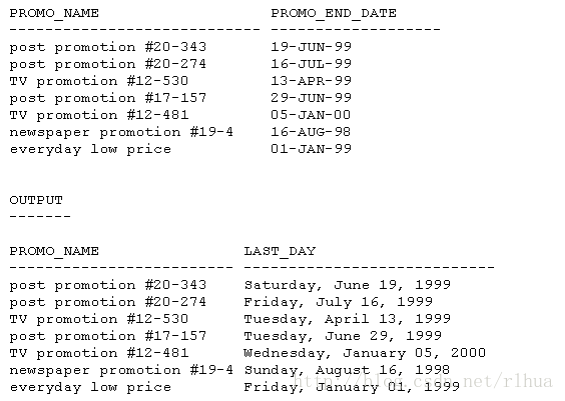 PROMO_NAME PROMO_END_DATE
---------------------------- -------------------
post promotion #20-343 19-JUN-99
post promotion #20-274 16-JUL-99
TV promotion #12-530 13-APR-99
post promotion #17-157 29-JUN-99
TV promotion #12-481 05-JAN-00
newspaper promotion #19-4 16-AUG-98
everyday low price 01-JAN-99
OUTPUT
-------
PROMO_NAME LAST_DAY
------------------------- ----------------------------
post promotion #20-343 Saturday, June 19, 1999
post promotion #20-274 Friday, July 16, 1999
TV promotion #12-530 Tuesday, April 13, 1999
post promotion #17-157 Tuesday, June 29, 1999
TV promotion #12-481 Wednesday, January 05, 2000
newspaper promotion #19-4 Sunday, August 16, 1998
everyday low price Friday, January 01, 1999
http://blog.csdn.net/rlhua